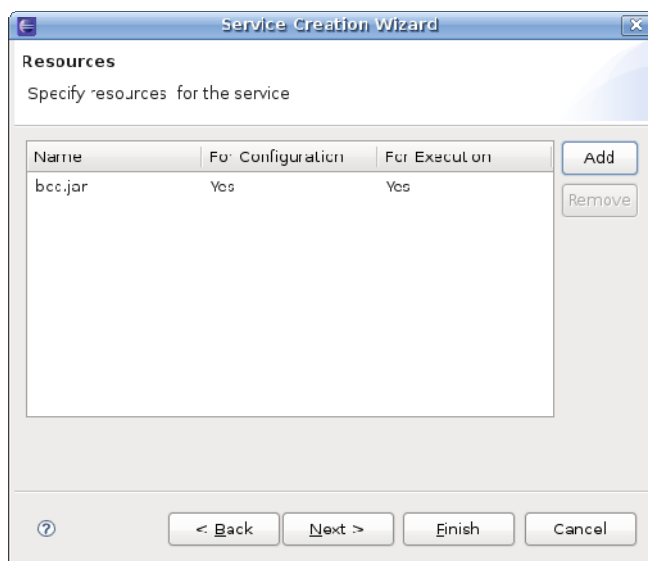 Service Creation Wizard
Resources
Specify resources for the service
Name For Configuration For Execution
bcc.jar Yes Yes
Add
Remove
< Back Next > Finish Cancel